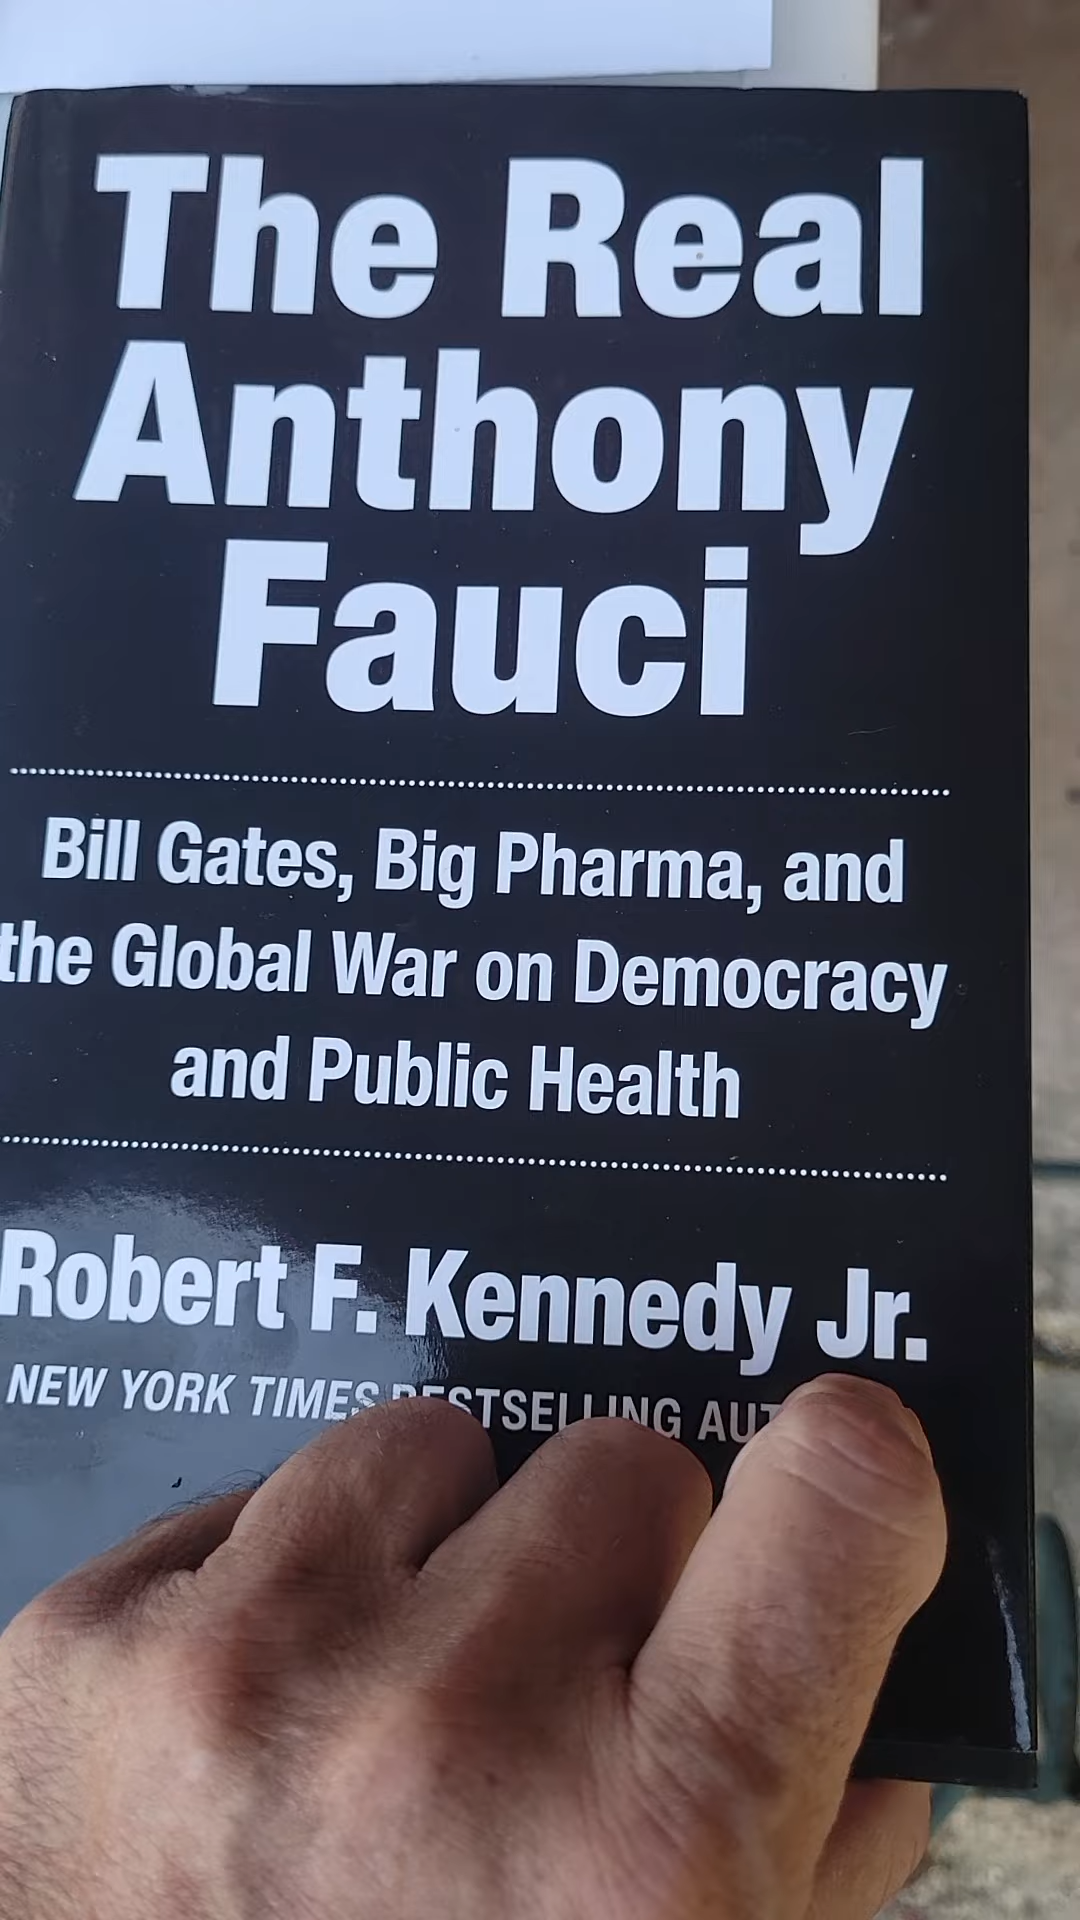 The Real
Anthony
Fauci
Bill Gates, Big Pharma, and
the Global War on Democracy
and Public Health
Robert F. Kennedy Jr.
NEW YORK TIMES BESTSELLING